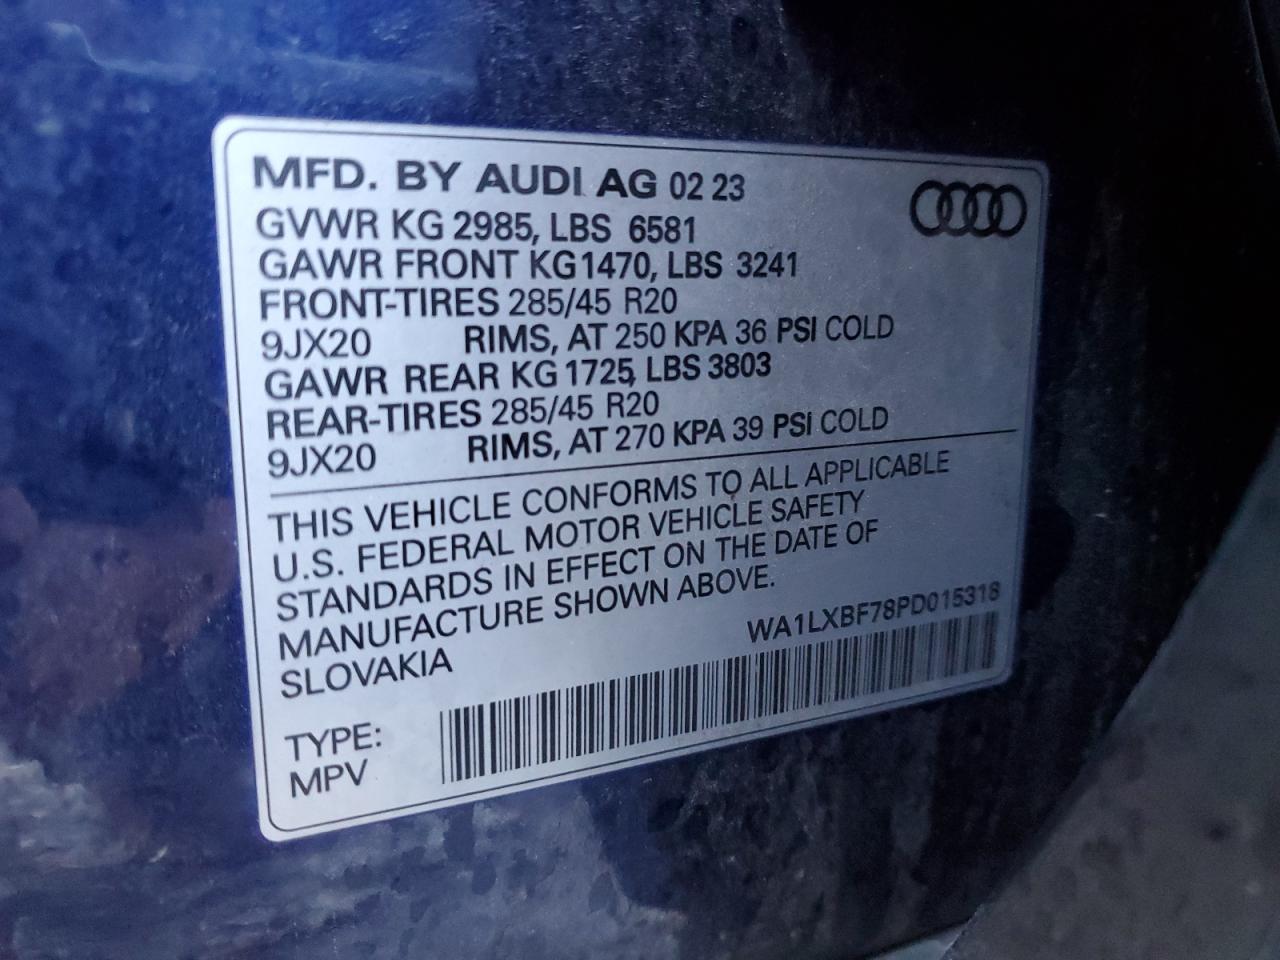 MFD. BY AUDI AG 02 23
GVWR KG 2985, LBS 6581
GAWR FRONT KG1470, LBS 3241
FRONT-TIRES 285/45 R20
9JX20 RIMS, AT 250 KPA 36 PSI COLD
GAWR REAR KG 1725, LBS 3803
REAR-TIRES 285/45 R20
9JX20 RIMS, AT 270 KPA 39 PSI COLD
THIS VEHICLE CONFORMS TO ALL APPLICABLE
U.S. FEDERAL MOTOR VEHICLE SAFETY
STANDARDS IN EFFECT ON THE DATE OF
MANUFACTURE SHOWN ABOVE.
SLOVAKIA
WA1LXBF78PD015318
TYPE:
MPV